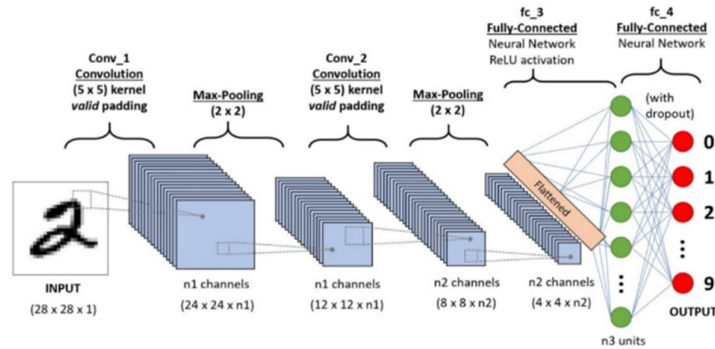 fc_3
Fully-Connected
Neural Network
ReLU activation
fc_4
Fully-Connected
Neural Network
Conv_1
Convolution
(5 x 5) kernel
valid padding
Max-Pooling
(2 x 2)
Conv_2
Convolution
(5 x 5) kernel
valid padding
Max-Pooling
(2 x 2)
(with
dropout)
2
Flattened
0
1
2
9
INPUT
(28 x 28 x 1)
n1 channels
(24 x 24 x n1)
n1 channels
(12 x 12 x n1)
n2 channels
(8 x 8 x n2)
n2 channels
(4 x 4 x n2)
OUTPUT
n3 units